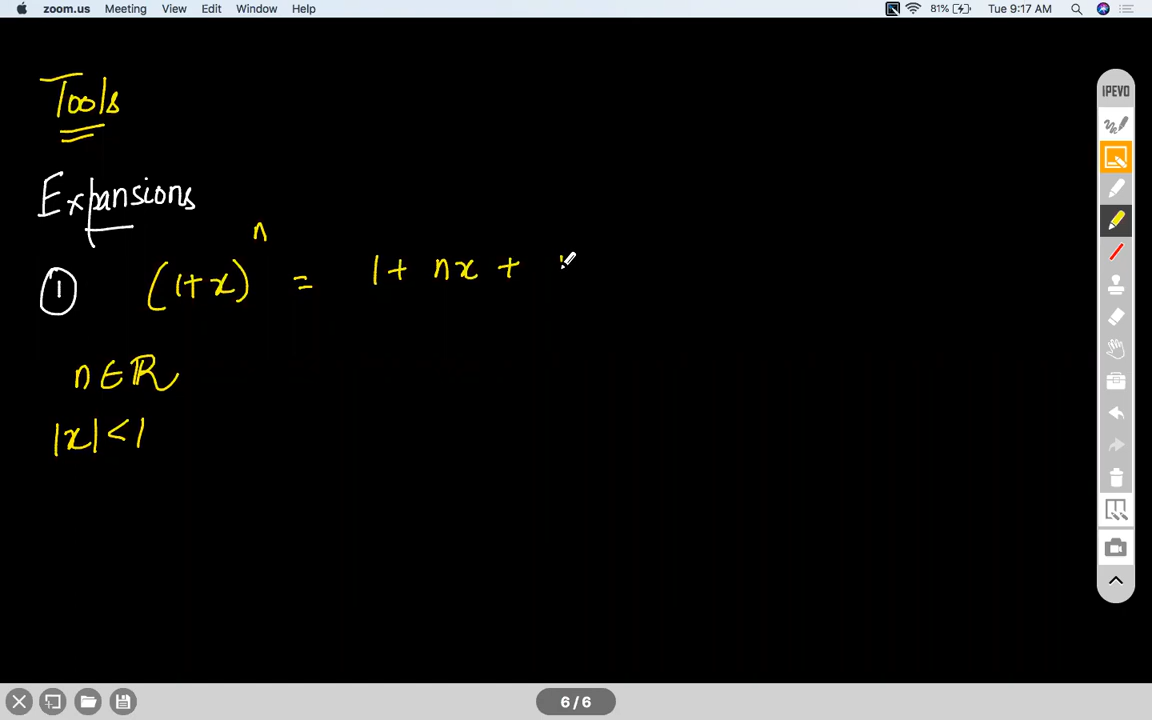 zoom.us Meeting View Edit Window Help 81% Tue 9:17 AM
IPEVO
Tools
Expansions
① (1+x)^n = 1 + nx +
n∈ℝ
|x| < 1
6 / 6